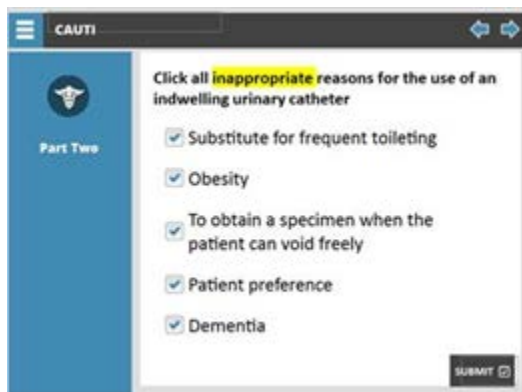 CAUTI
Part Two
Click all inappropriate reasons for the use of an
indwelling urinary catheter
Substitute for frequent toileting
Obesity
To obtain a specimen when the
patient can void freely
Patient preference
Dementia
SUBMIT